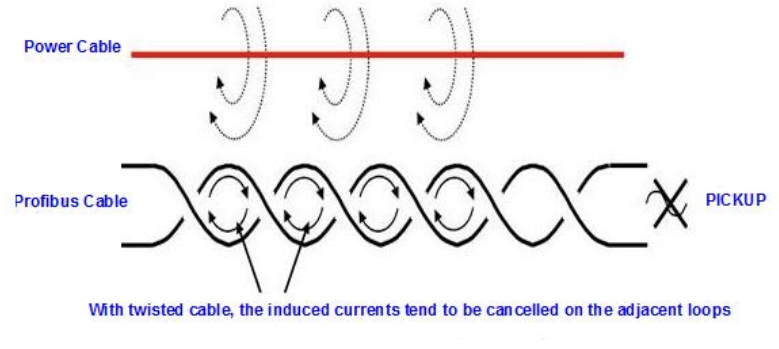 Power Cable
Profibus Cable
PICKUP
With twisted cable, the induced currents tend to be cancelled on the adjacent loops